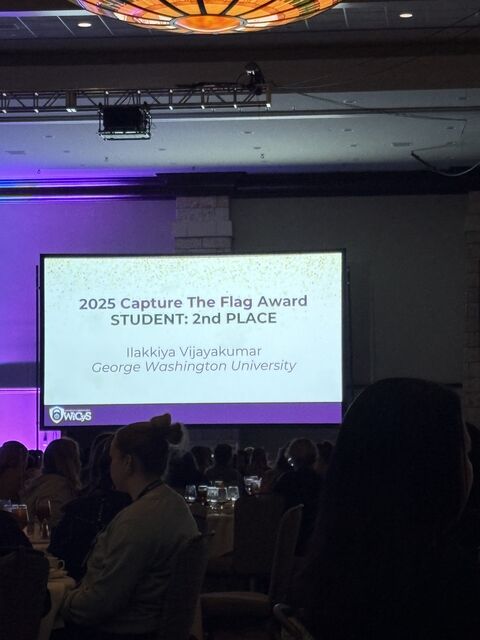 2025 Capture The Flag Award
STUDENT: 2nd PLACE
Ilakkiya Vijayakumar
George Washington University
WiCyS